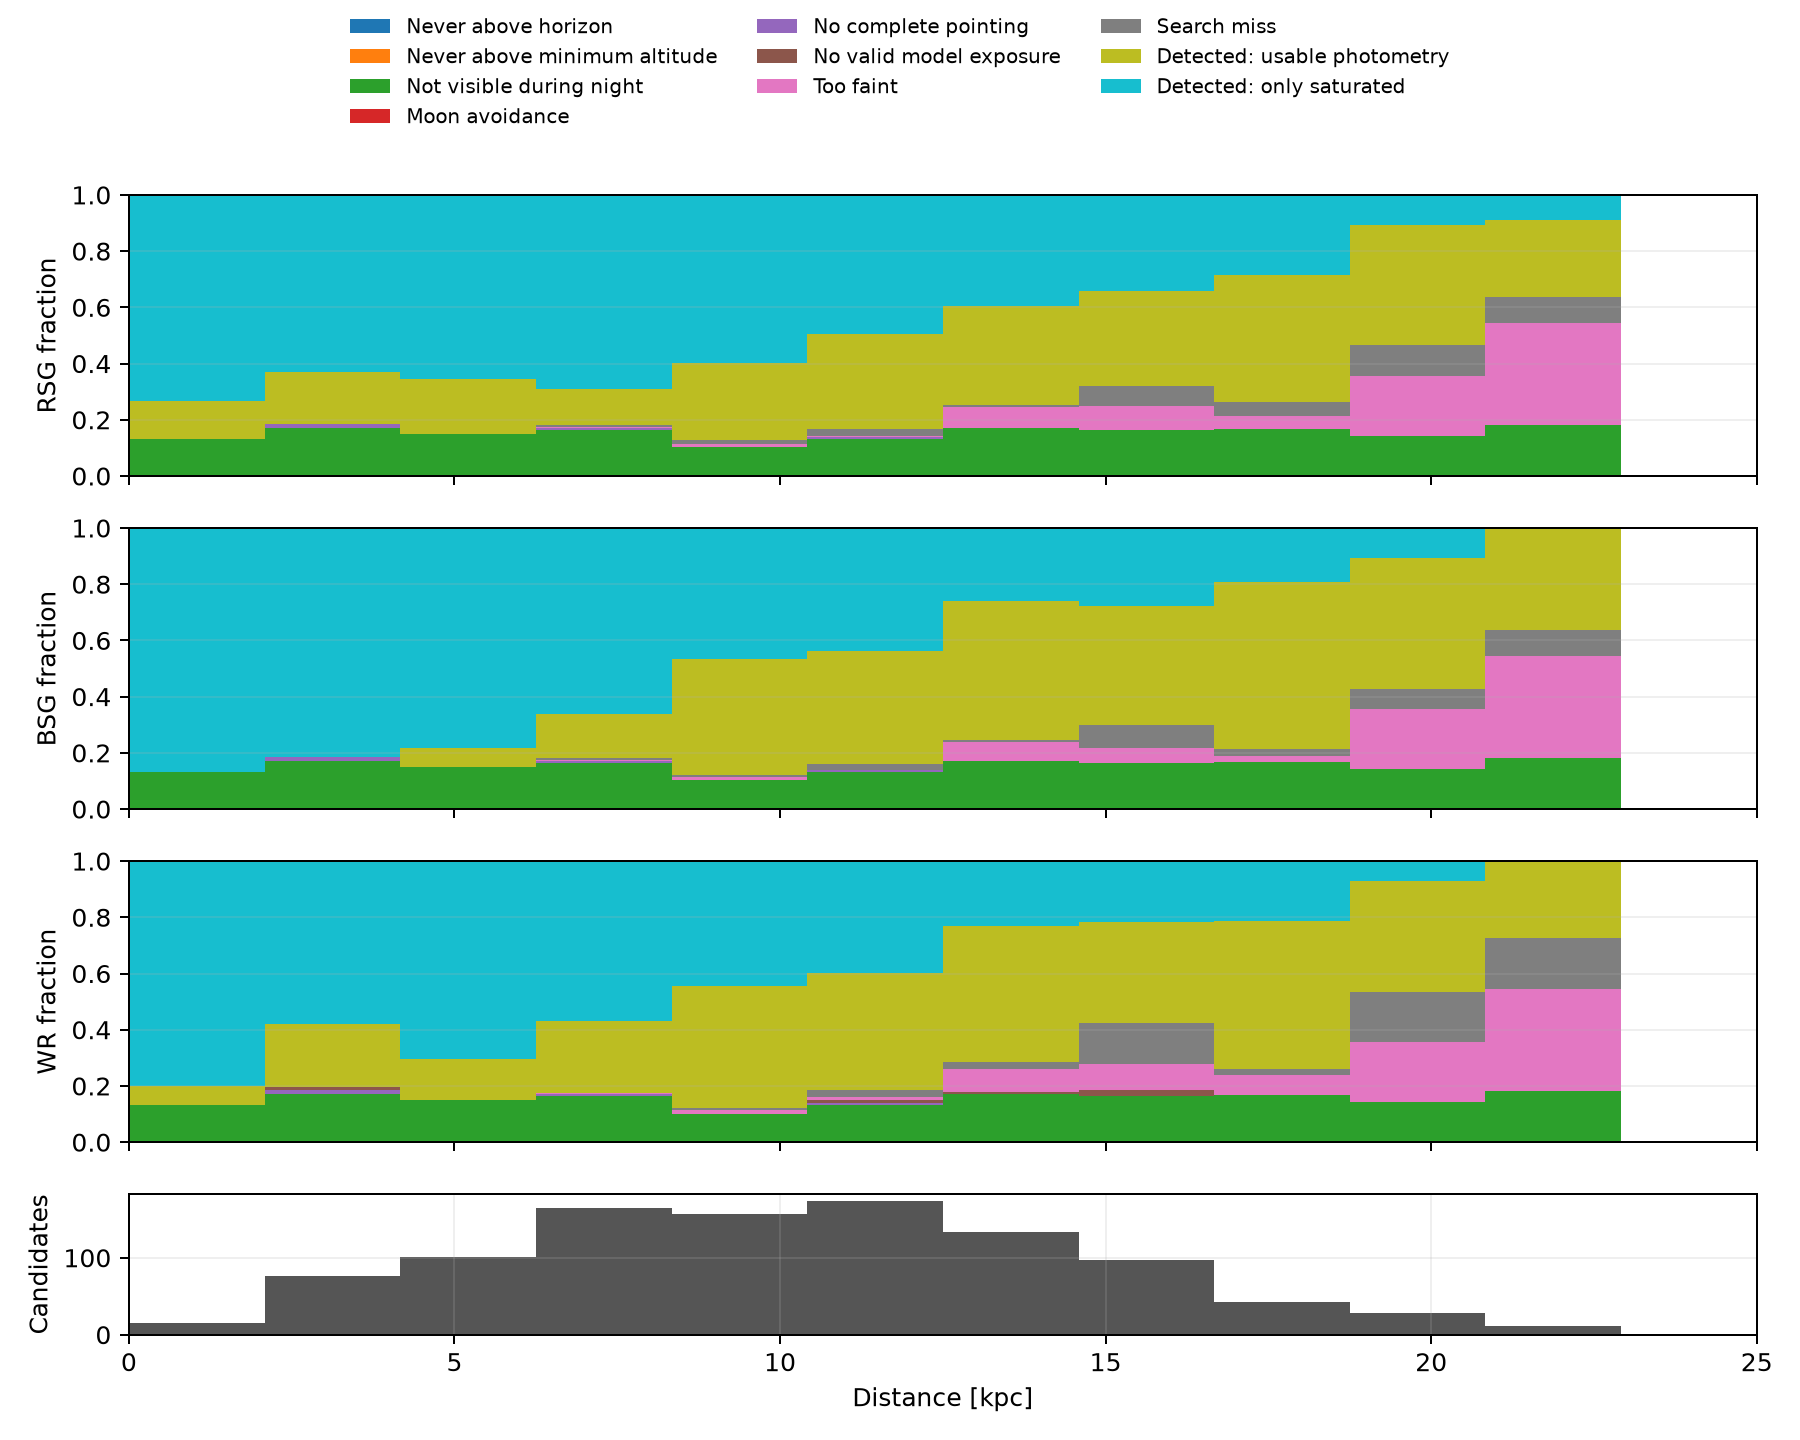 Never above horizon
Never above minimum altitude
Not visible during night
Moon avoidance
No complete pointing
No valid model exposure
Too faint
Search miss
Detected: usable photometry
Detected: only saturated
RSG fraction
1.0
0.8
0.6
0.4
0.2
0.0
BSG fraction
1.0
0.8
0.6
0.4
0.2
0.0
WR fraction
1.0
0.8
0.6
0.4
0.2
0.0
Candidates
100
0
0 5 10 15 20 25
Distance [kpc]